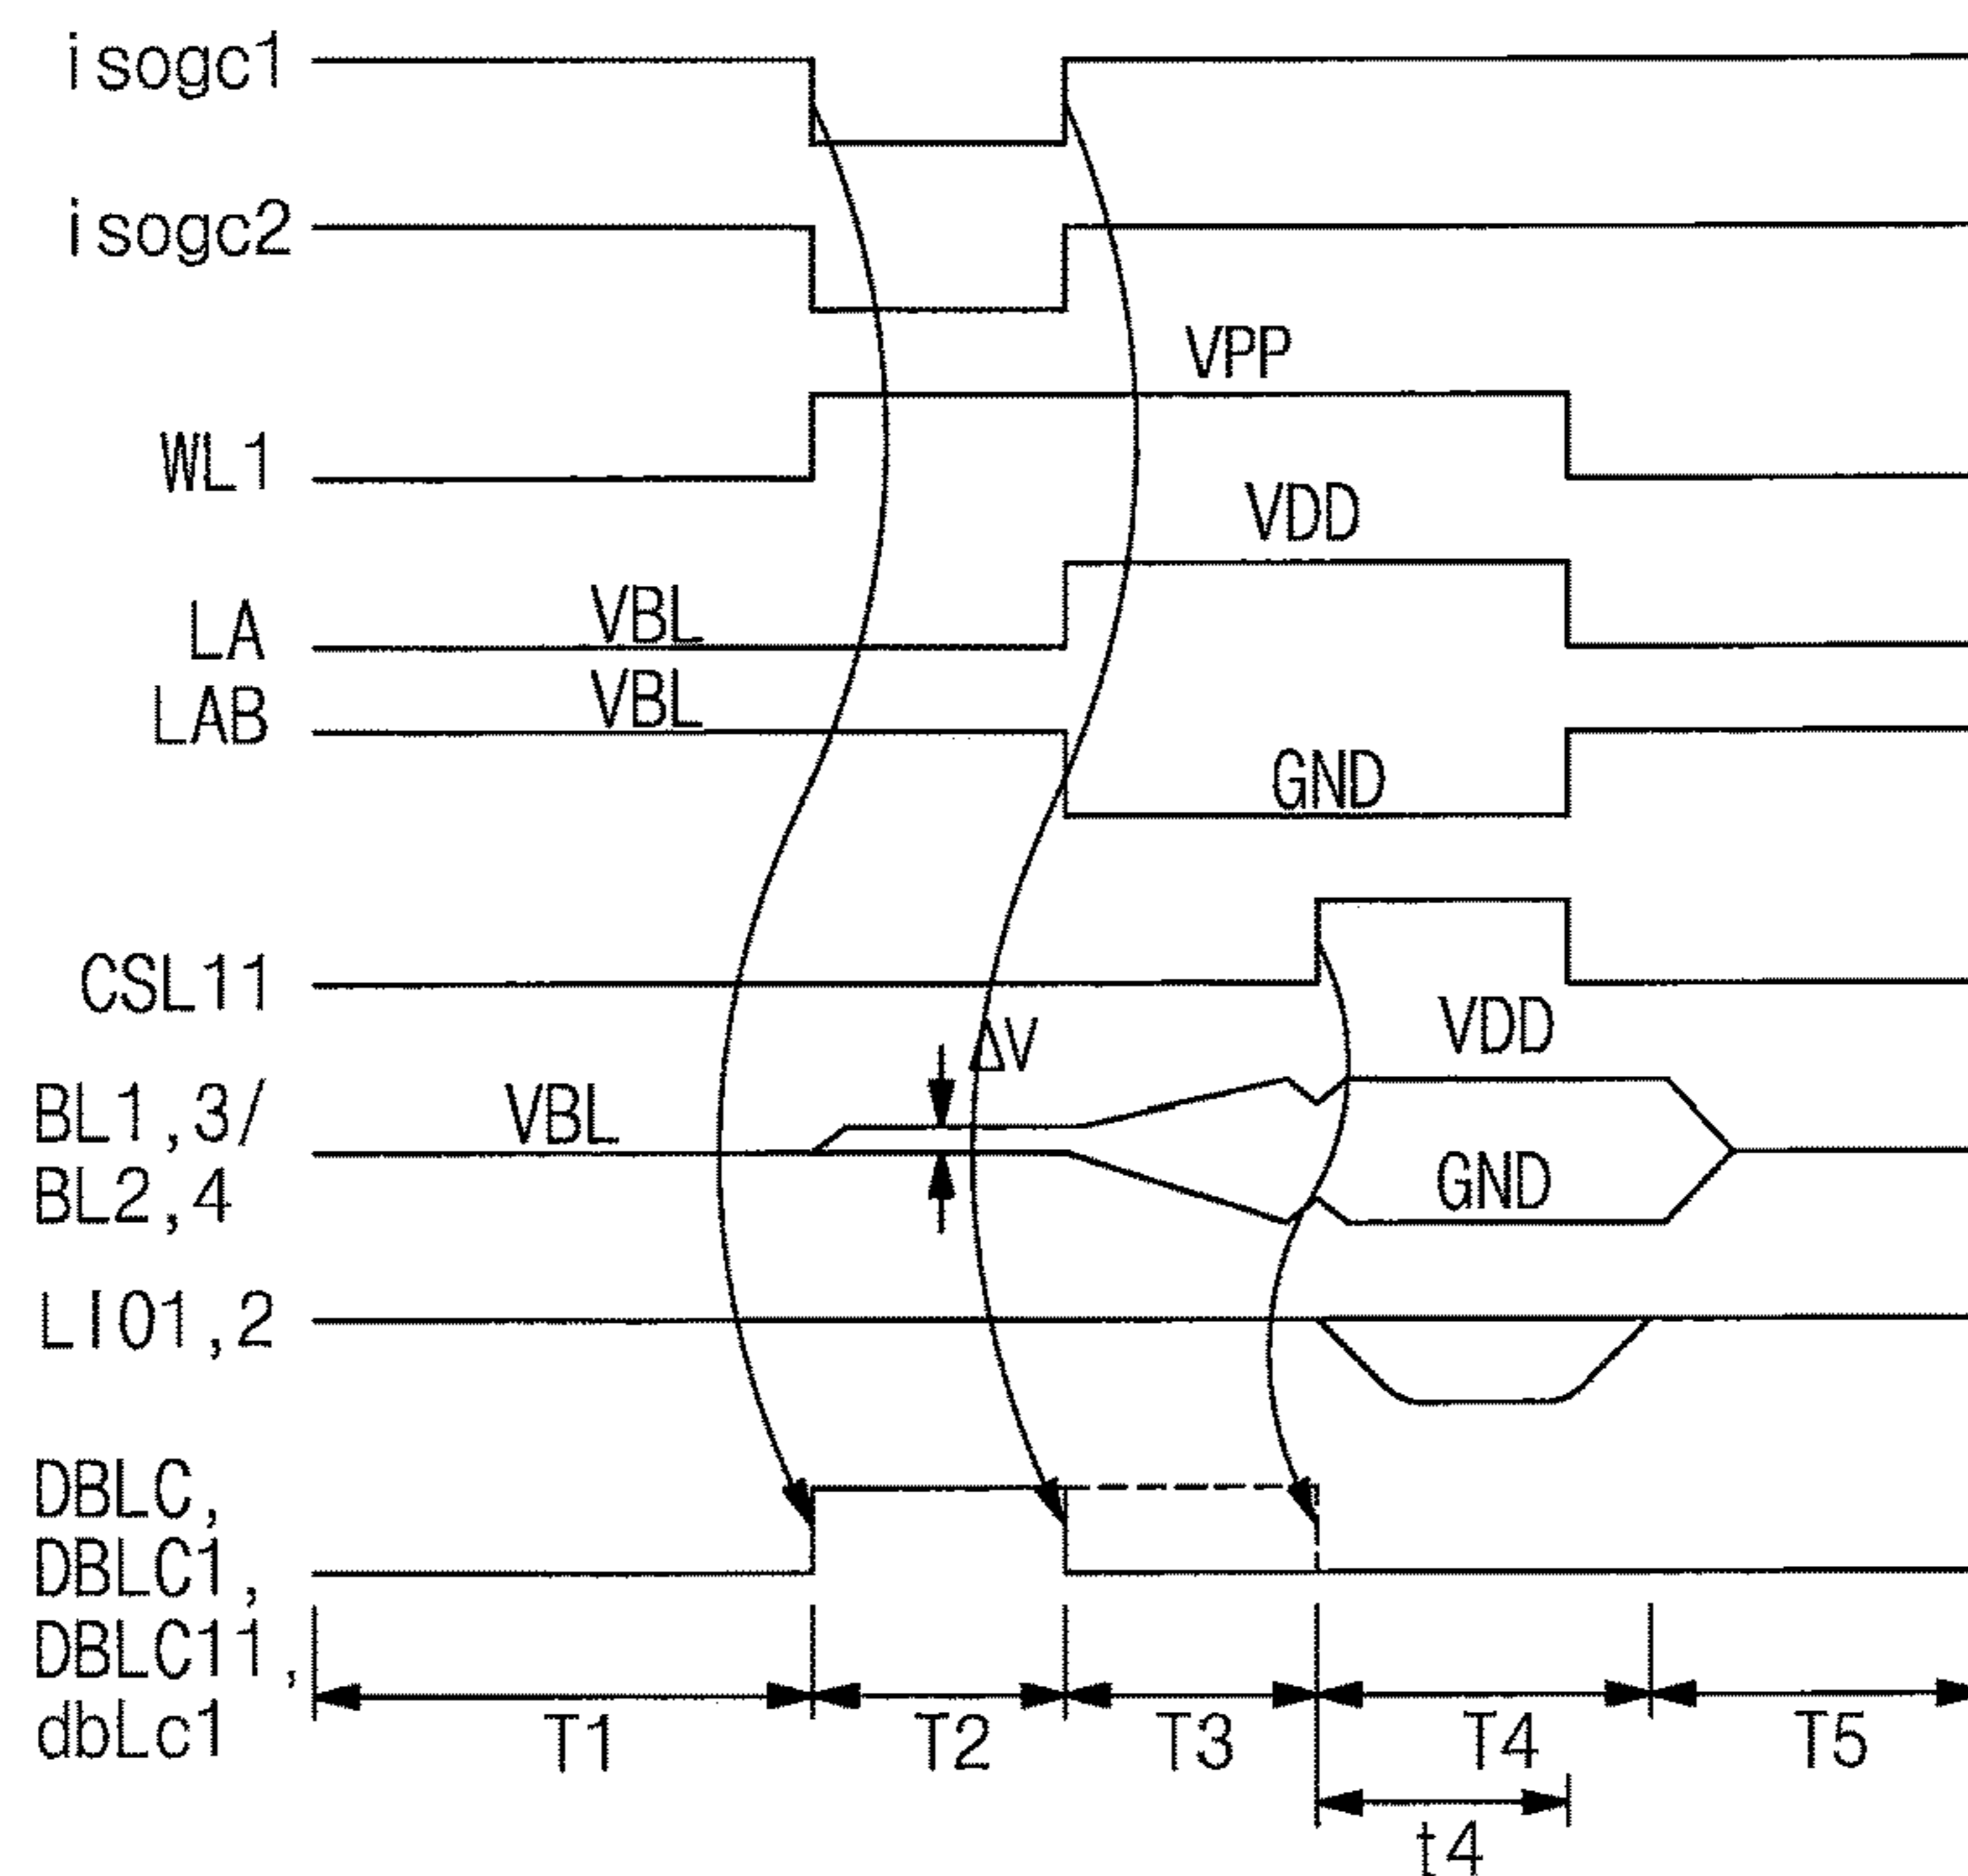 isogc1
isogc2
VPP
WL1
VDD
LA
VBL
LAB
VBL
GND
CSL11
ΔV
VDD
BL1,3/
VBL
BL2,4
GND
LIO1,2
DBLC,
DBLC1,
DBLC11,
dbLc1
T1
T2
T3
T4
T5
t4